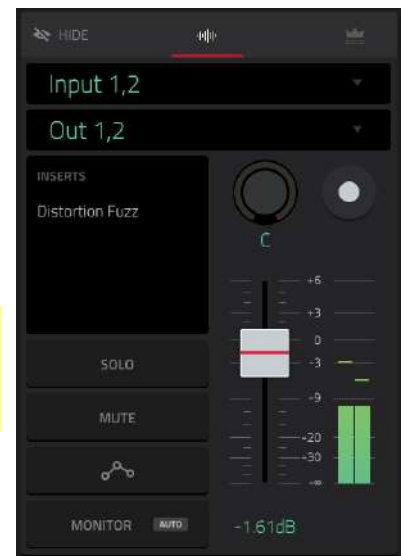 HIDE
Input 1,2
Out 1,2
INSERTS
Distortion Fuzz
C
+6
+3
0
-3
-9
-20
-30
-∞
SOLO
MUTE
MONITOR AUTO
-1.61dB